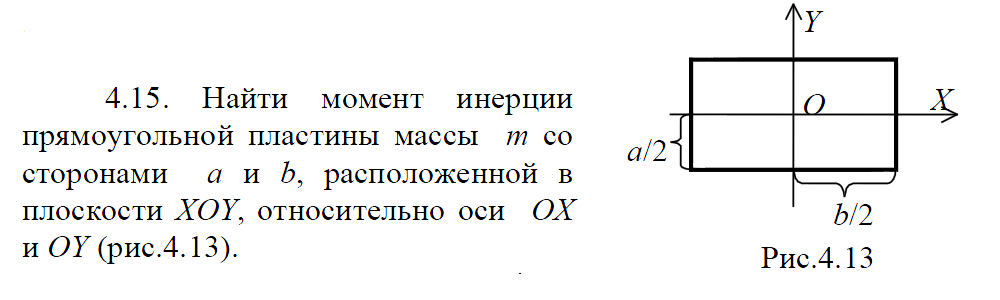 4.15. Найти момент инерции
прямоугольной пластины массы m со
сторонами a и b, расположенной в
плоскости XOY, относительно оси OX
и OY (рис.4.13).
Y
O
X
a/2
b/2
Рис.4.13